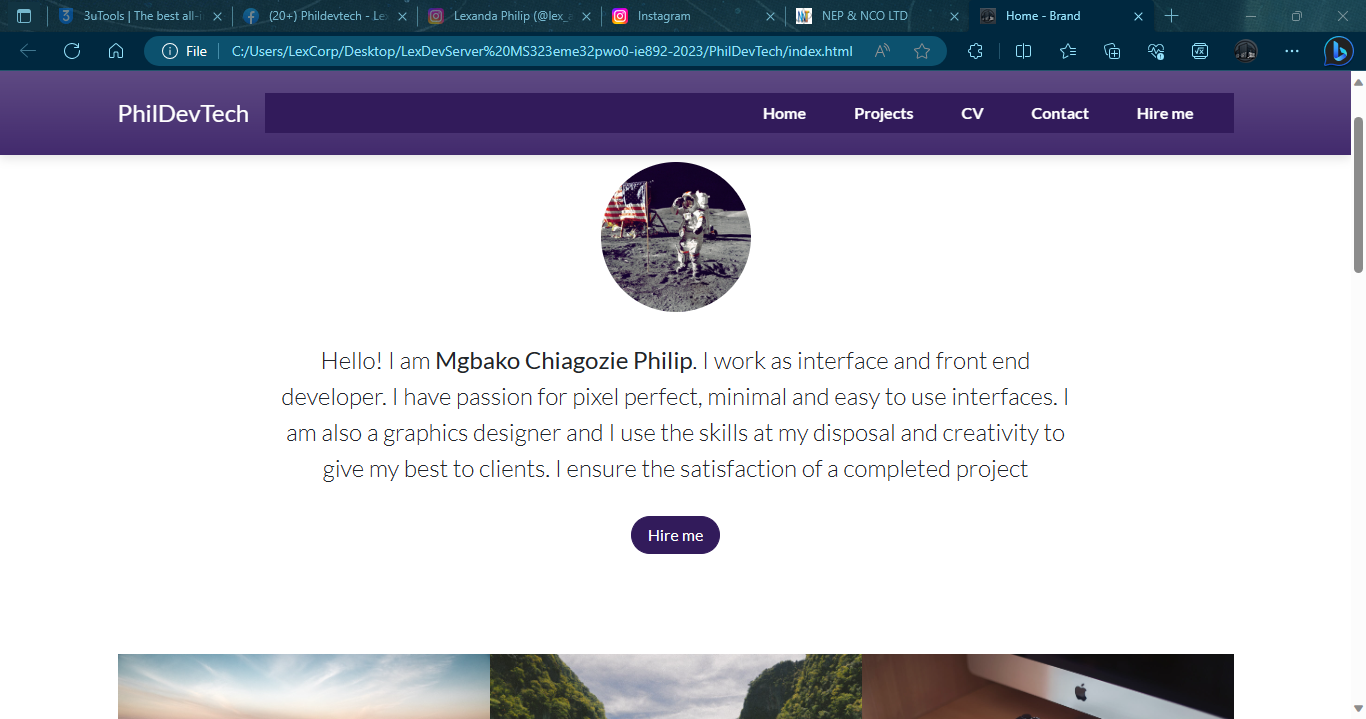 3uTools | The best all-i
(20+) Phildevtech - Lex
Lexanda Philip (@lex_a
Instagram
NEP & NCO LTD
Home - Brand
File
C:/Users/LexCorp/Desktop/LexDevServer%20MS323eme32pwo0-ie892-2023/PhilDevTech/index.html
PhilDevTech
Home
Projects
CV
Contact
Hire me
Hello! I am Mgbako Chiagozie Philip. I work as interface and front end
developer. I have passion for pixel perfect, minimal and easy to use interfaces. I
am also a graphics designer and I use the skills at my disposal and creativity to
give my best to clients. I ensure the satisfaction of a completed project
Hire me